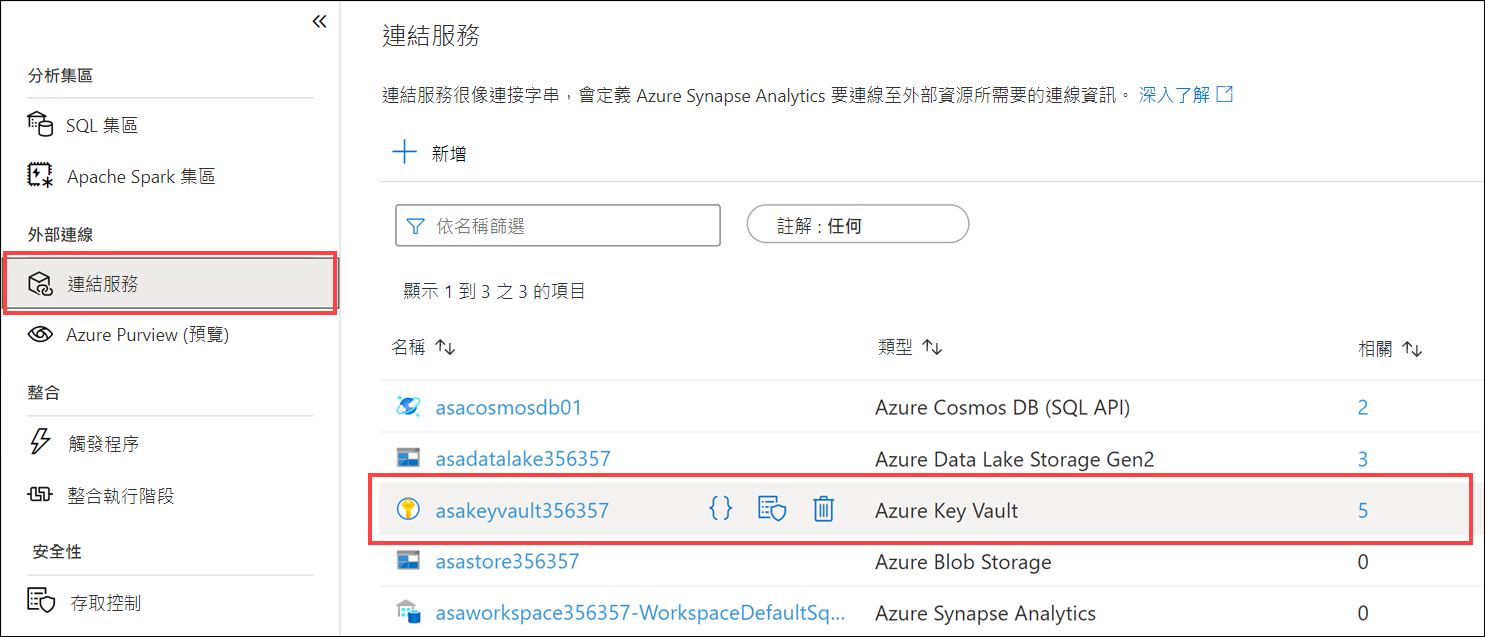 分析集區
SQL 集區
Apache Spark 集區
外部連線
連結服務
Azure Purview (預覽)
整合
觸發程序
整合執行階段
安全性
存取控制
連結服務
連結服務很像連接字串，會定義 Azure Synapse Analytics 要連線至外部資源所需要的連線資訊。 深入了解
新增
依名稱篩選
註解 : 任何
顯示 1 到 3 之 3 的項目
名稱 類型 相關
asacosmosdb01 Azure Cosmos DB (SQL API) 2
asadatalake356357 Azure Data Lake Storage Gen2 3
asakeyvault356357 {} Azure Key Vault 5
asastore356357 Azure Blob Storage 0
asaworkspace356357-WorkspaceDefaultSq... Azure Synapse Analytics 0